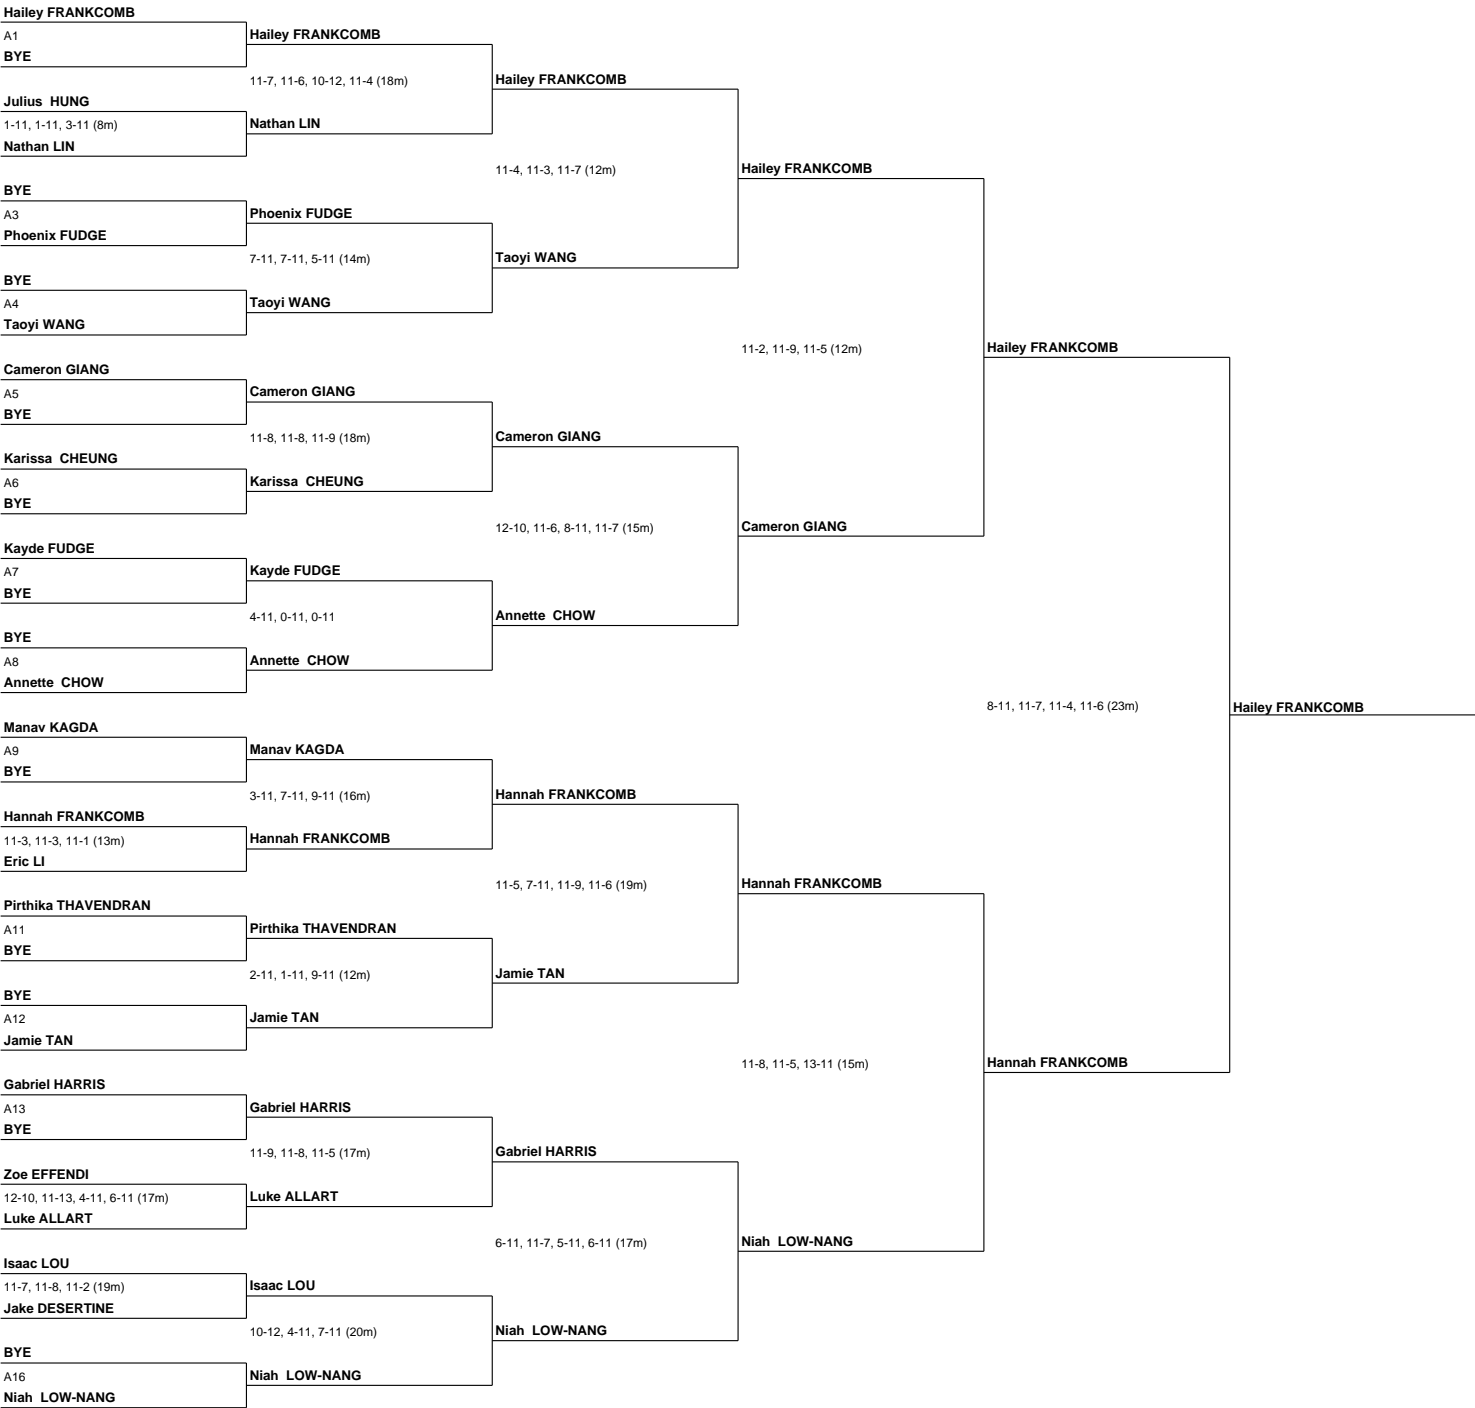 Hailey FRANKCOMB
A1
BYE
Julius HUNG
1-11, 1-11, 3-11 (8m)
Nathan LIN
BYE
A3
Phoenix FUDGE
BYE
A4
Taoyi WANG
Cameron GIANG
A5
BYE
Karissa CHEUNG
A6
BYE
Kayde FUDGE
A7
BYE
BYE
A8
Annette CHOW
Manav KAGDA
A9
BYE
Hannah FRANKCOMB
11-3, 11-3, 11-1 (13m)
Eric LI
Pirthika THAVENDRAN
A11
BYE
BYE
A12
Jamie TAN
Gabriel HARRIS
A13
BYE
Zoe EFFENDI
12-10, 11-13, 4-11, 6-11 (17m)
Luke ALLART
Isaac LOU
11-7, 11-8, 11-2 (19m)
Jake DESERTINE
BYE
A16
Niah LOW-NANG
Hailey FRANKCOMB
11-7, 11-6, 10-12, 11-4 (18m)
Nathan LIN
Phoenix FUDGE
7-11, 7-11, 5-11 (14m)
Taoyi WANG
Cameron GIANG
11-8, 11-8, 11-9 (18m)
Karissa CHEUNG
Kayde FUDGE
4-11, 0-11, 0-11
Annette CHOW
Manav KAGDA
3-11, 7-11, 9-11 (16m)
Hannah FRANKCOMB
Pirthika THAVENDRAN
2-11, 1-11, 9-11 (12m)
Jamie TAN
Gabriel HARRIS
11-9, 11-8, 11-5 (17m)
Luke ALLART
Isaac LOU
10-12, 4-11, 7-11 (20m)
Niah LOW-NANG
Hailey FRANKCOMB
11-4, 11-3, 11-7 (12m)
Taoyi WANG
Cameron GIANG
12-10, 11-6, 8-11, 11-7 (15m)
Annette CHOW
Hannah FRANKCOMB
11-5, 7-11, 11-9, 11-6 (19m)
Jamie TAN
Gabriel HARRIS
6-11, 11-7, 5-11, 6-11 (17m)
Niah LOW-NANG
Hailey FRANKCOMB
11-2, 11-9, 11-5 (12m)
Cameron GIANG
Hannah FRANKCOMB
11-8, 11-5, 13-11 (15m)
Niah LOW-NANG
Hailey FRANKCOMB
8-11, 11-7, 11-4, 11-6 (23m)
Hannah FRANKCOMB
Hailey FRANKCOMB